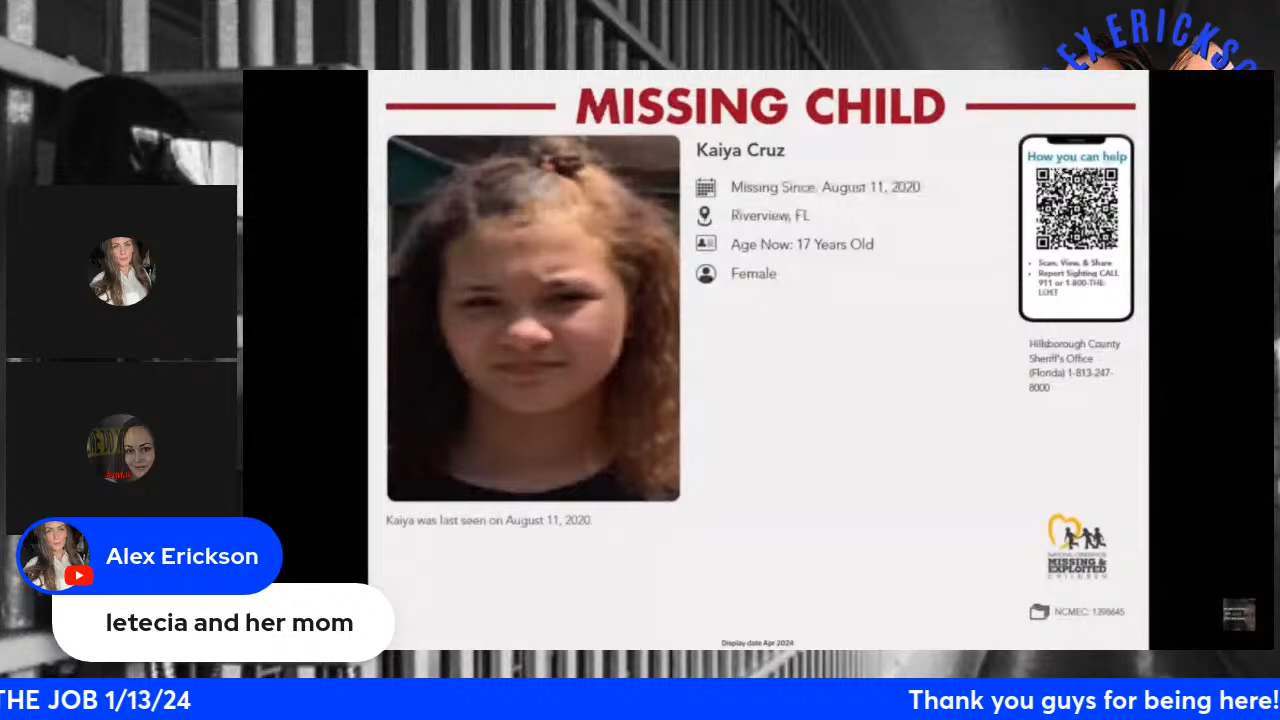 ALEX ERICKSO
MISSING CHILD
Kaiya Cruz
Missing Since: August 11, 2020
Riverview, FL
Age Now: 17 Years Old
Female
How you can help
• Scan, View, & Share
• Report Sighting CALL
911 or 1-800-THE-
LOST
Hillsborough County
Sheriff's Office
(Florida) 1-813-247-
8000
Kaiya was last seen on August 11, 2020.
MISSING &
EXPLOITED
CHILDREN
NCMEC: 1398645
Display date Apr 2024
Alex Erickson
letecia and her mom
THE JOB 1/13/24
Thank you guys for being here!